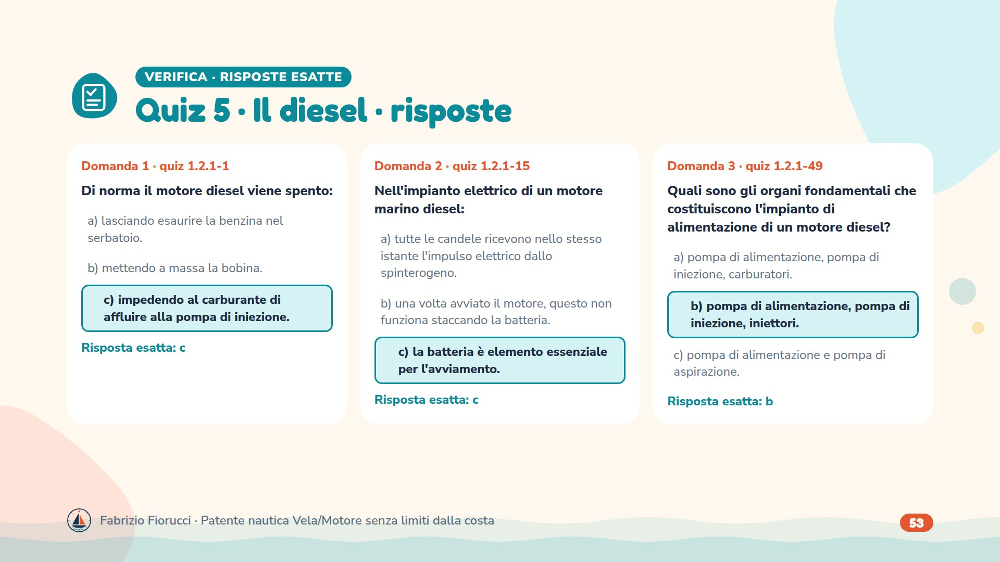 VERIFICA · RISPOSTE ESATTE
Quiz 5 · Il diesel · risposte
Domanda 1 · quiz 1.2.1-1
Di norma il motore diesel viene spento:
a) lasciando esaurire la benzina nel
serbatoio.
b) mettendo a massa la bobina.
c) impedendo al carburante di
affluire alla pompa di iniezione.
Risposta esatta: c
Domanda 2 · quiz 1.2.1-15
Nell'impianto elettrico di un motore
marino diesel:
a) tutte le candele ricevono nello stesso
istante l'impulso elettrico dallo
spinterogeno.
b) una volta avviato il motore, questo non
funziona staccando la batteria.
c) la batteria è elemento essenziale
per l'avviamento.
Risposta esatta: c
Domanda 3 · quiz 1.2.1-49
Quali sono gli organi fondamentali che
costituiscono l'impianto di
alimentazione di un motore diesel?
a) pompa di alimentazione, pompa di
iniezione, carburatori.
b) pompa di alimentazione, pompa di
iniezione, iniettori.
c) pompa di alimentazione e pompa di
aspirazione.
Risposta esatta: b
Fabrizio Fiorucci · Patente nautica Vela/Motore senza limiti dalla costa
53